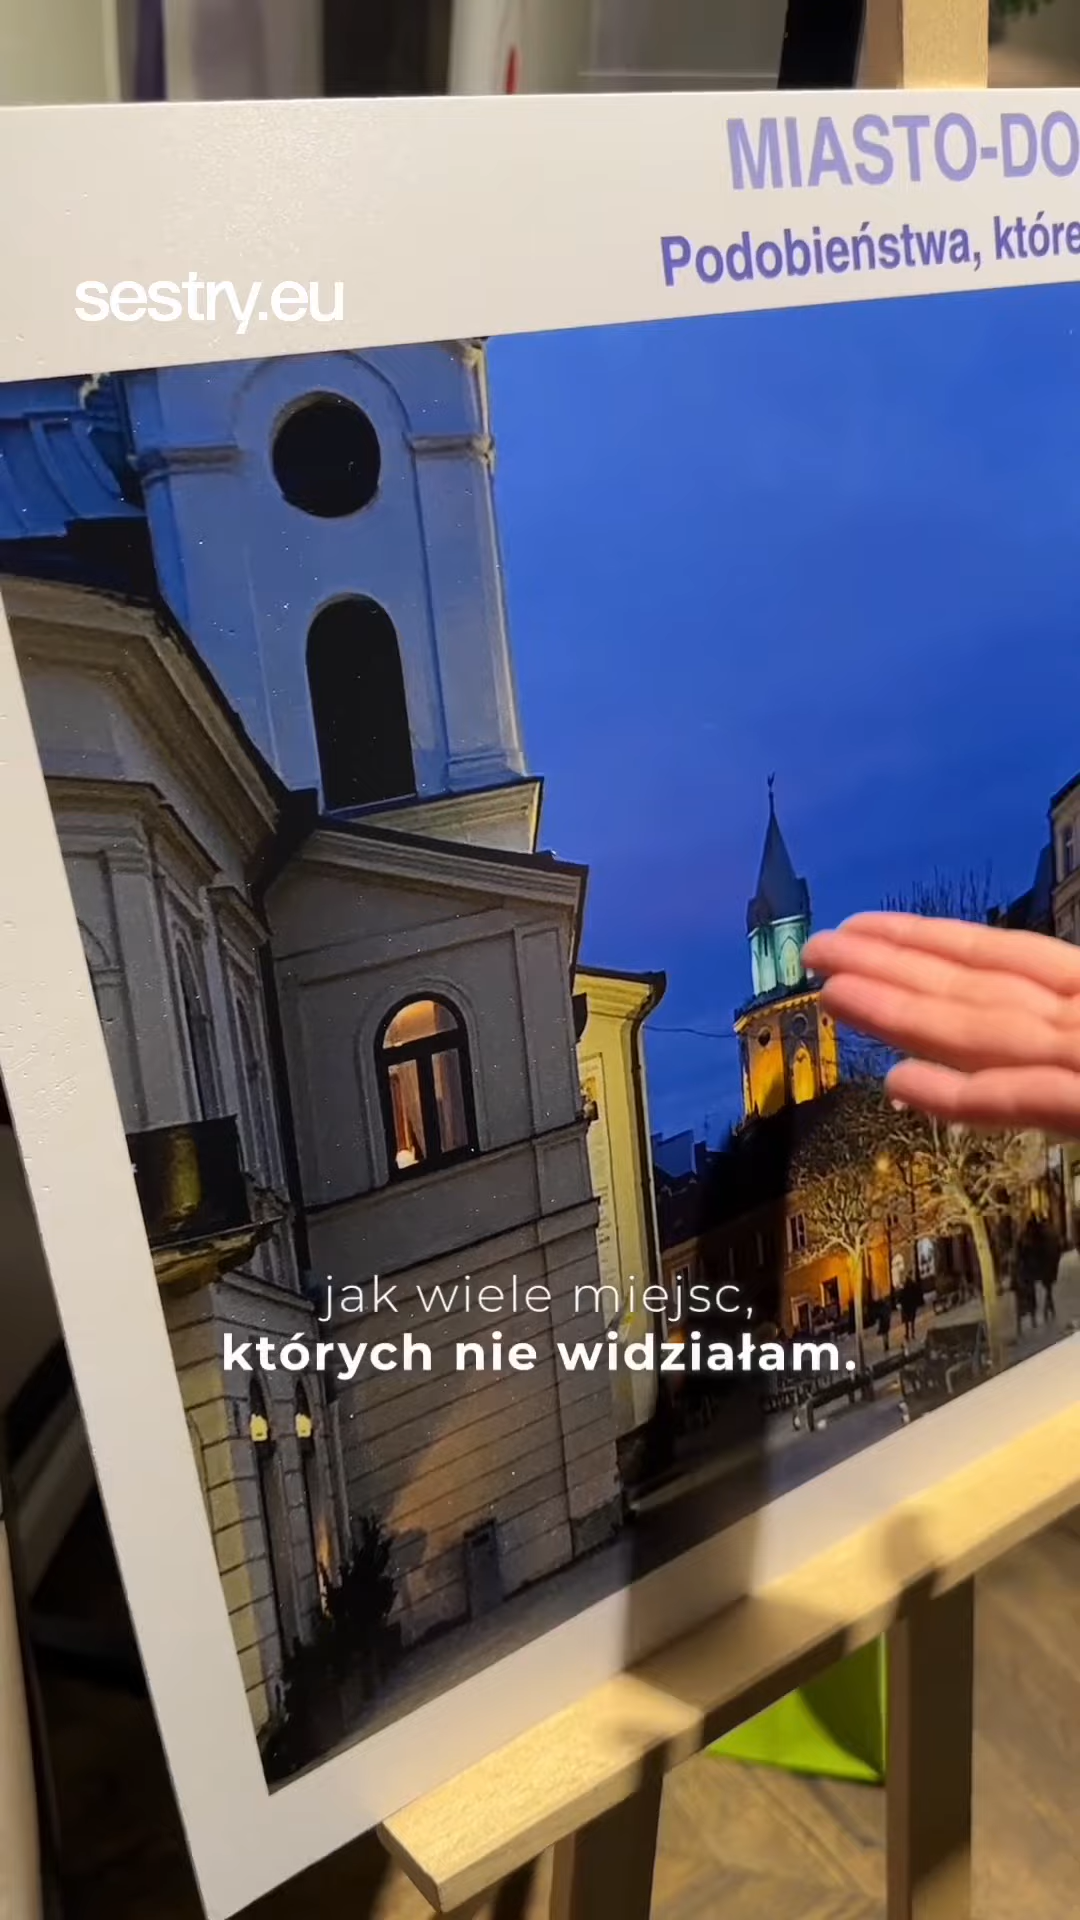 MIASTO-DO
Podobieństwa, które
sestry.eu
jak wiele miejsc,
których nie widziałam.